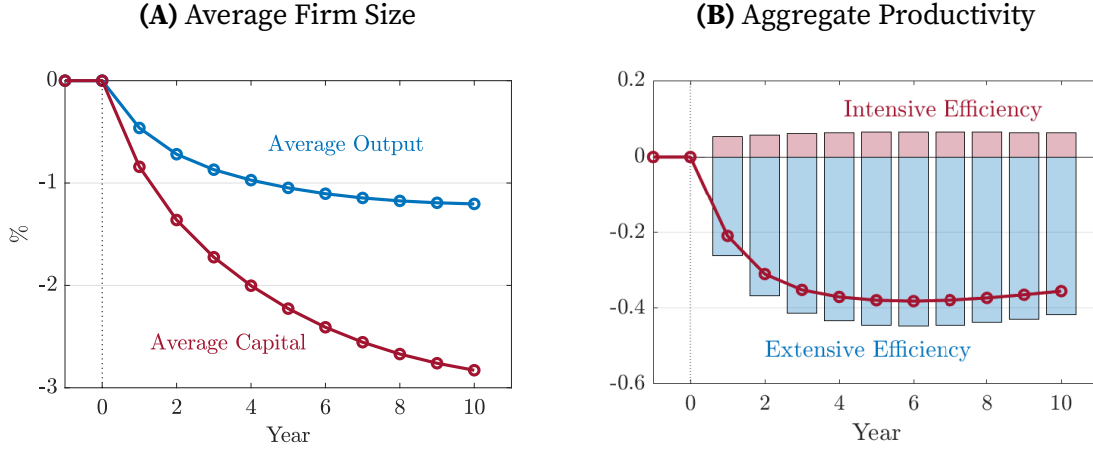 (A) Average Firm Size
0
-1
-2
-3
%
Average Output
Average Capital
0 2 4 6 8 10
Year
(B) Aggregate Productivity
0.2
0
-0.2
-0.4
-0.6
Intensive Efficiency
Extensive Efficiency
0 2 4 6 8 10
Year